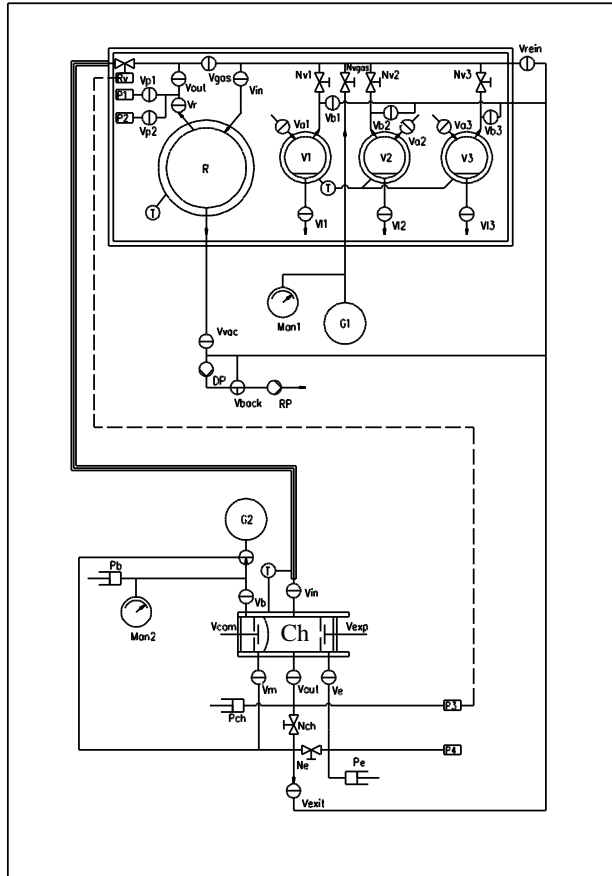 Nv1
Nvgas
Nv2
Nv3
Vrein
Rv
Vp1
Vout
Vgas
Vin
P1
Vr
P2
Vp2
Va1
Vb1
Vb2
Va2
Va3
Vb3
R
V1
V2
V3
T
T
Vl1
Vl2
Vl3
Man1
G1
Vvac
DP
Vback
RP
G2
Pb
T
Vb
Vin
Man2
Vcom
Ch
Vexp
Vm
Vout
Ve
Pch
P3
Nch
P4
Ne
Pe
Vexit